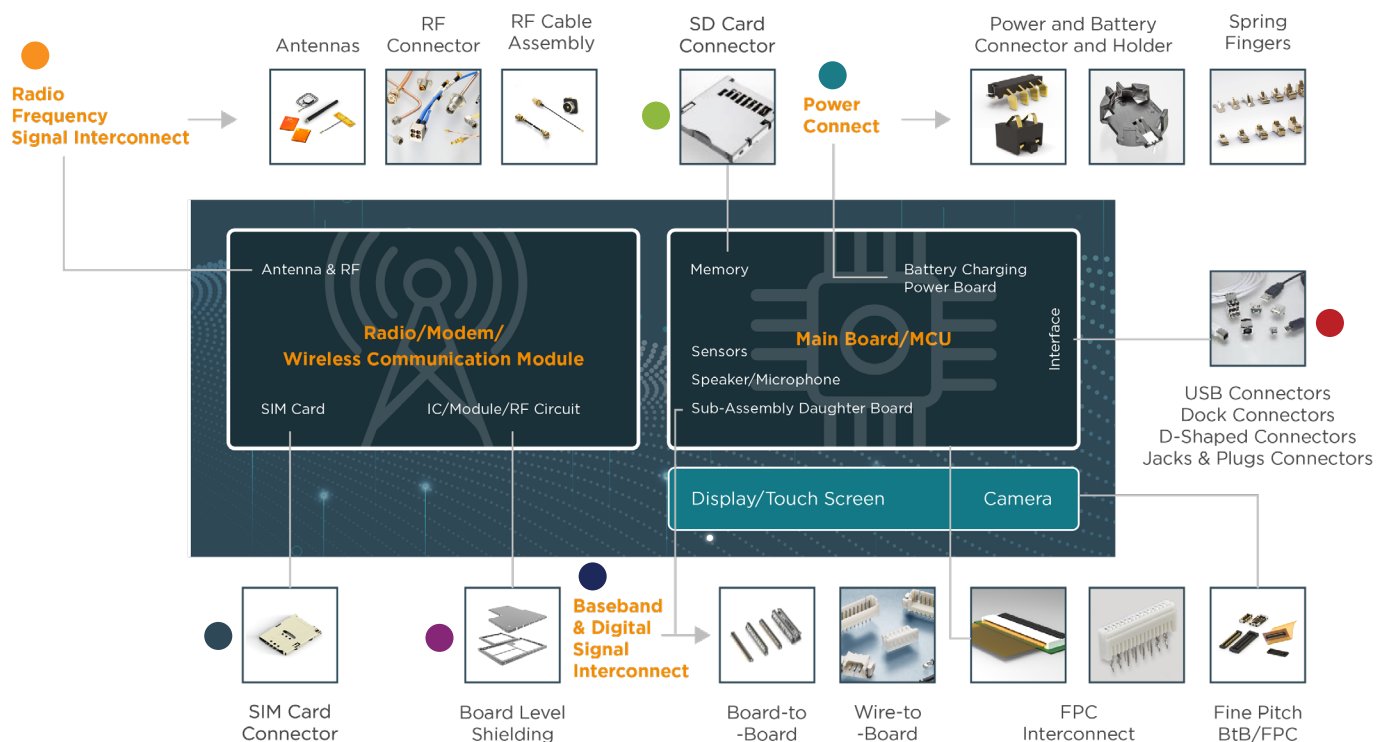 Antennas
RF
Connector
RF Cable
Assembly
SD Card
Connector
Power and Battery
Connector and Holder
Spring
Fingers
Radio
Frequency
Signal Interconnect
Power
Connect
Antenna & RF
Radio/Modem/
Wireless Communication Module
SIM Card
IC/Module/RF Circuit
Memory
Battery Charging
Power Board
Main Board/MCU
Interface
Sensors
Speaker/Microphone
Sub-Assembly Daughter Board
Display/Touch Screen
Camera
USB Connectors
Dock Connectors
D-Shaped Connectors
Jacks & Plugs Connectors
Baseband
& Digital
Signal
Interconnect
SIM Card
Connector
Board Level
Shielding
Board-to
-Board
Wire-to
-Board
FPC
Interconnect
Fine Pitch
BtB/FPC